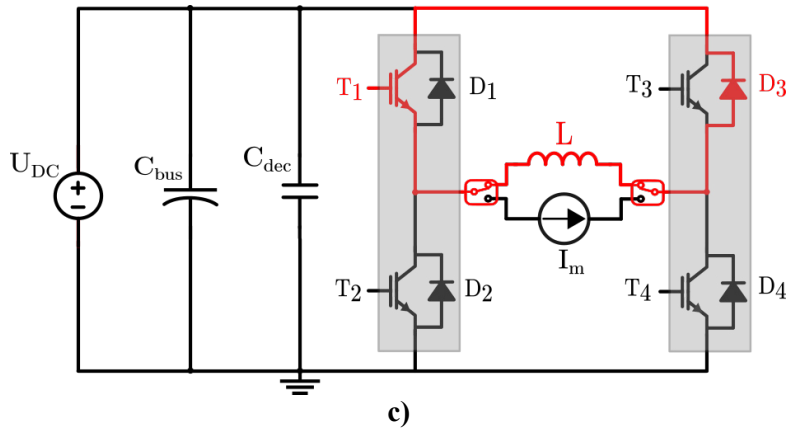 T1 D1 T3 D3
L
UDC Cbus Cdec
Im
T2 D2 T4 D4
c)